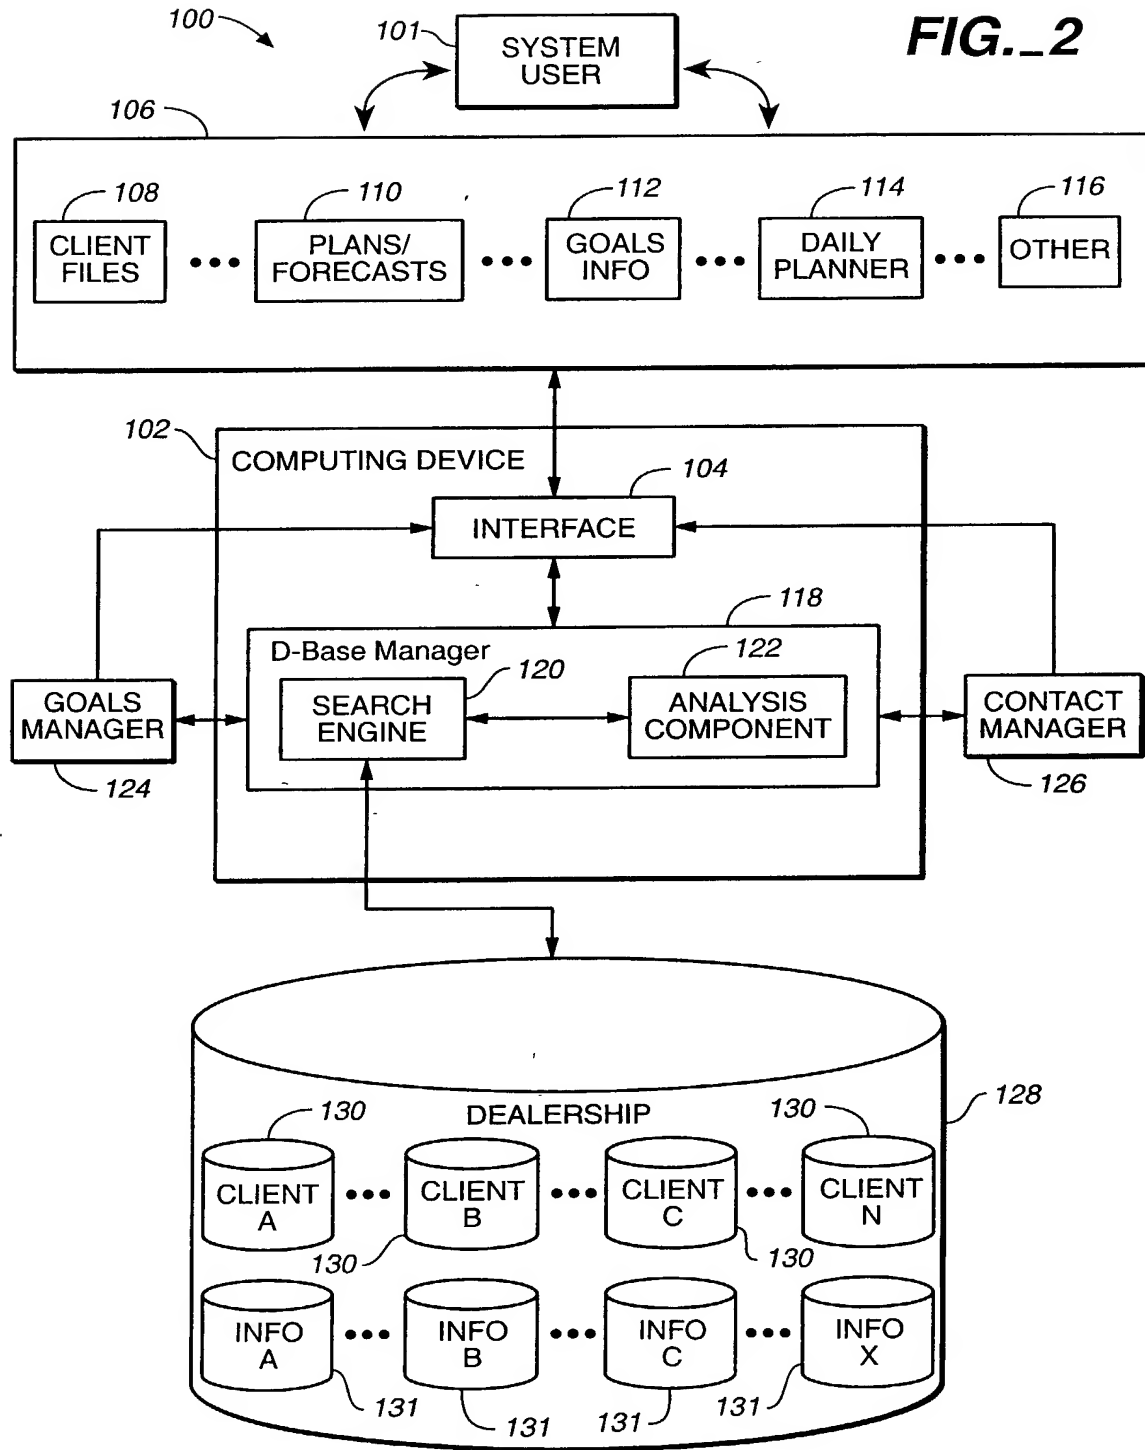 100
101
SYSTEM
USER
FIG._2
106
108
110
112
114
116
CLIENT
FILES
PLANS/
FORECASTS
GOALS
INFO
DAILY
PLANNER
OTHER
102
COMPUTING DEVICE
104
INTERFACE
118
D-Base Manager
120
122
SEARCH
ENGINE
ANALYSIS
COMPONENT
GOALS
MANAGER
124
CONTACT
MANAGER
126
128
DEALERSHIP
130
130
CLIENT
A
CLIENT
B
CLIENT
C
CLIENT
N
130
130
INFO
A
INFO
B
INFO
C
INFO
X
131
131
131
131